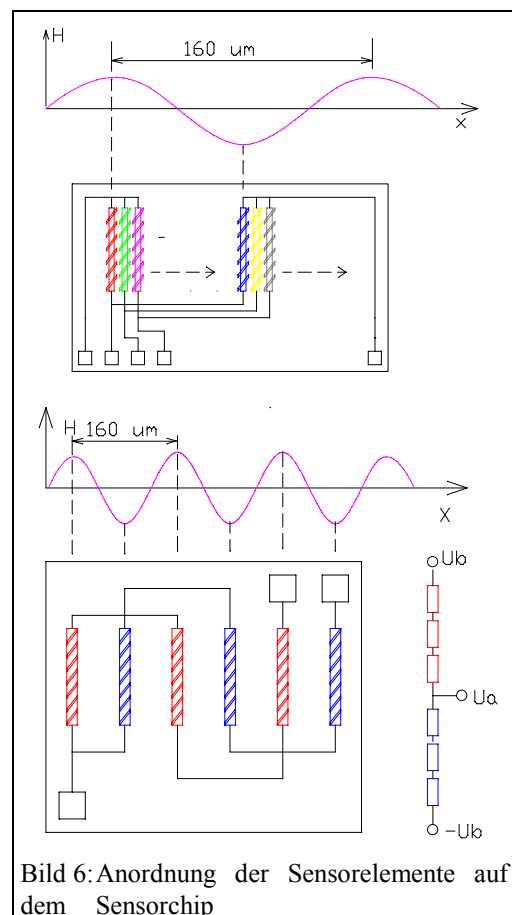 H
160 um
x
H
160 um
X
Ub
Ua
-Ub
Bild 6: Anordnung der Sensorelemente auf
dem Sensorchip